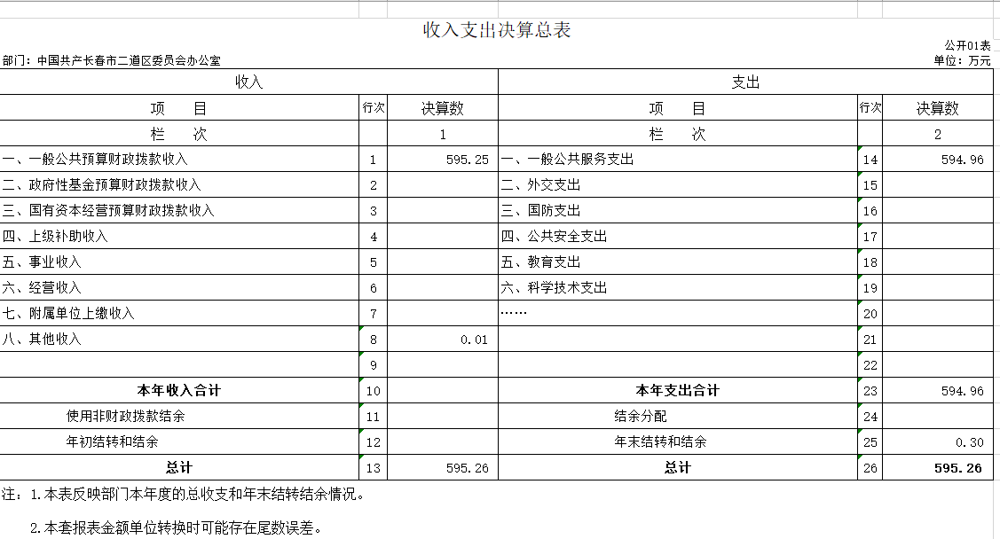 收入支出决算总表
公开01表
部门：中国共产长春市二道区委员会办公室 单位：万元
收入 支出
项 目 行次 决算数 项 目 行次 决算数
栏 次 1 栏 次 2
一、一般公共预算财政拨款收入 1 595.25 一、一般公共服务支出 14 594.96
二、政府性基金预算财政拨款收入 2 二、外交支出 15
三、国有资本经营预算财政拨款收入 3 三、国防支出 16
四、上级补助收入 4 四、公共安全支出 17
五、事业收入 5 五、教育支出 18
六、经营收入 6 六、科学技术支出 19
七、附属单位上缴收入 7 …… 20
八、其他收入 8 0.01 21
9 22
本年收入合计 10 本年支出合计 23 594.96
使用非财政拨款结余 11 结余分配 24
年初结转和结余 12 年末结转和结余 25 0.30
总计 13 595.26 总计 26 595.26
注：1.本表反映部门本年度的总收支和年末结转结余情况。
2.本套报表金额单位转换时可能存在尾数误差。